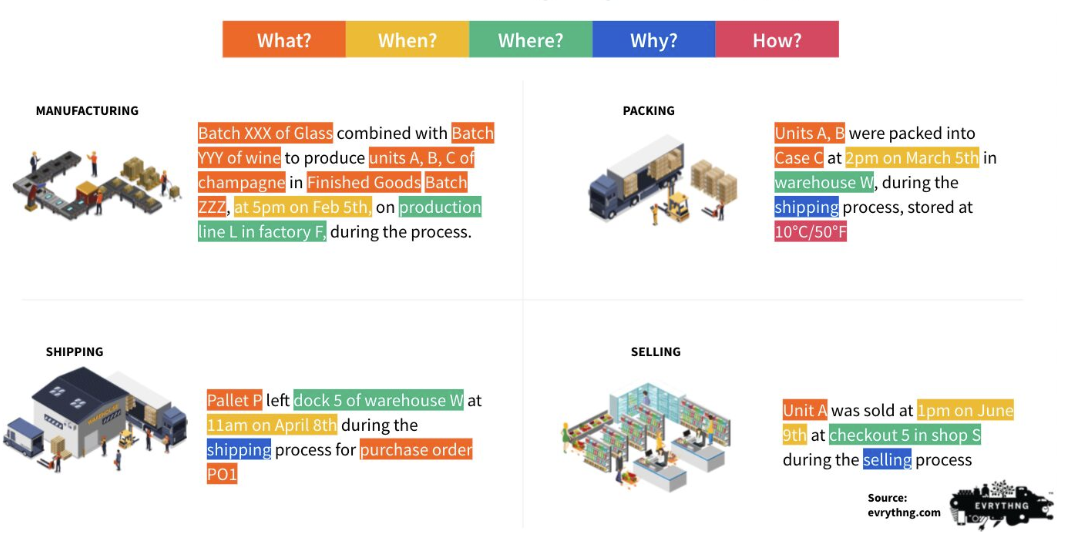 What? When? Where? Why? How?
MANUFACTURING
Batch XXX of Glass combined with Batch
YYY of wine to produce units A, B, C of
champagne in Finished Goods Batch
ZZZ, at 5pm on Feb 5th, on production
line L in factory F, during the process.
PACKING
Units A, B were packed into
Case C at 2pm on March 5th in
warehouse W, during the
shipping process, stored at
10°C/50°F
SHIPPING
Pallet P left dock 5 of warehouse W at
11am on April 8th during the
shipping process for purchase order
PO1
SELLING
Unit A was sold at 1pm on June
9th at checkout 5 in shop S
during the selling process
Source:
evrythng.com
EVRYTHNG